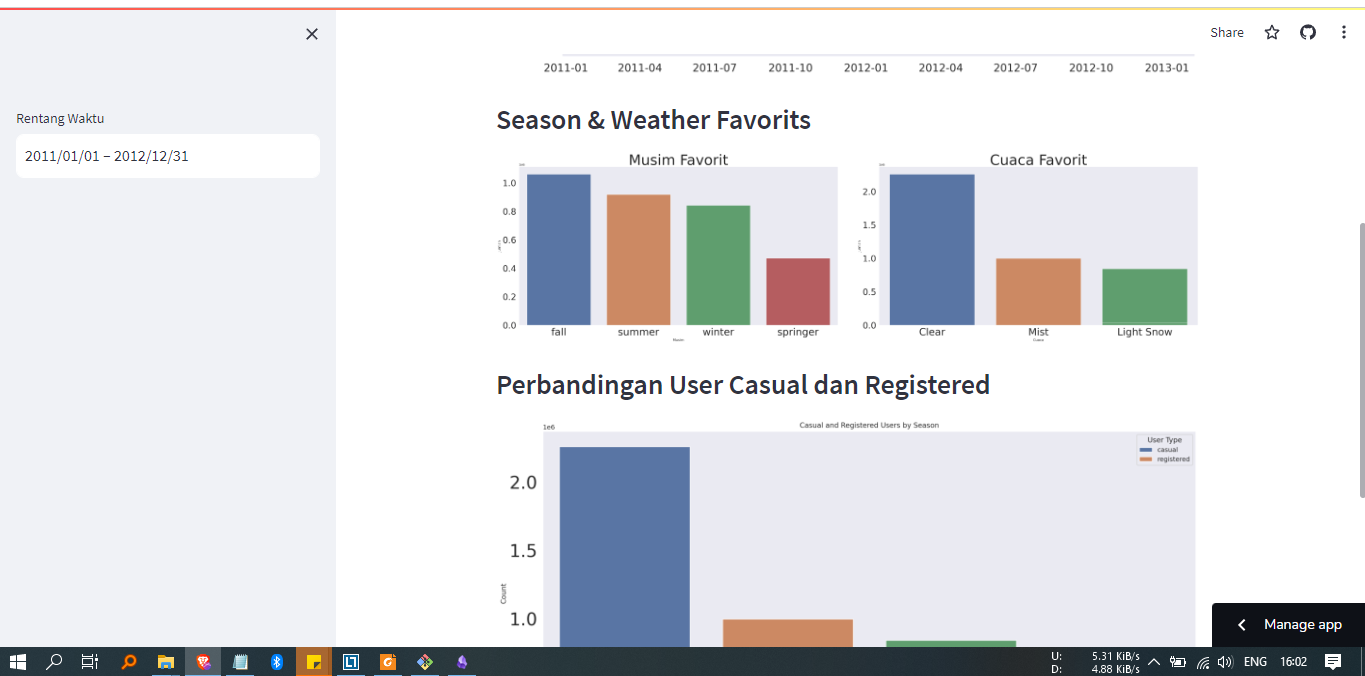 Share
2011-01 2011-04 2011-07 2011-10 2012-01 2012-04 2012-07 2012-10 2013-01
Rentang Waktu
2011/01/01 – 2012/12/31
Season & Weather Favorits
Musim Favorit
1.0
0.8
0.6
0.4
0.2
0.0
fall summer winter springer
Musim
Cuaca Favorit
2.0
1.5
1.0
0.5
0.0
Clear Mist Light Snow
Cuaca
Perbandingan User Casual dan Registered
Casual and Registered Users by Season
1e6
User Type
casual
registered
2.0
1.5
1.0
Count
Manage app
U: 5.31 KiB/s
D: 4.88 KiB/s
ENG 16:02